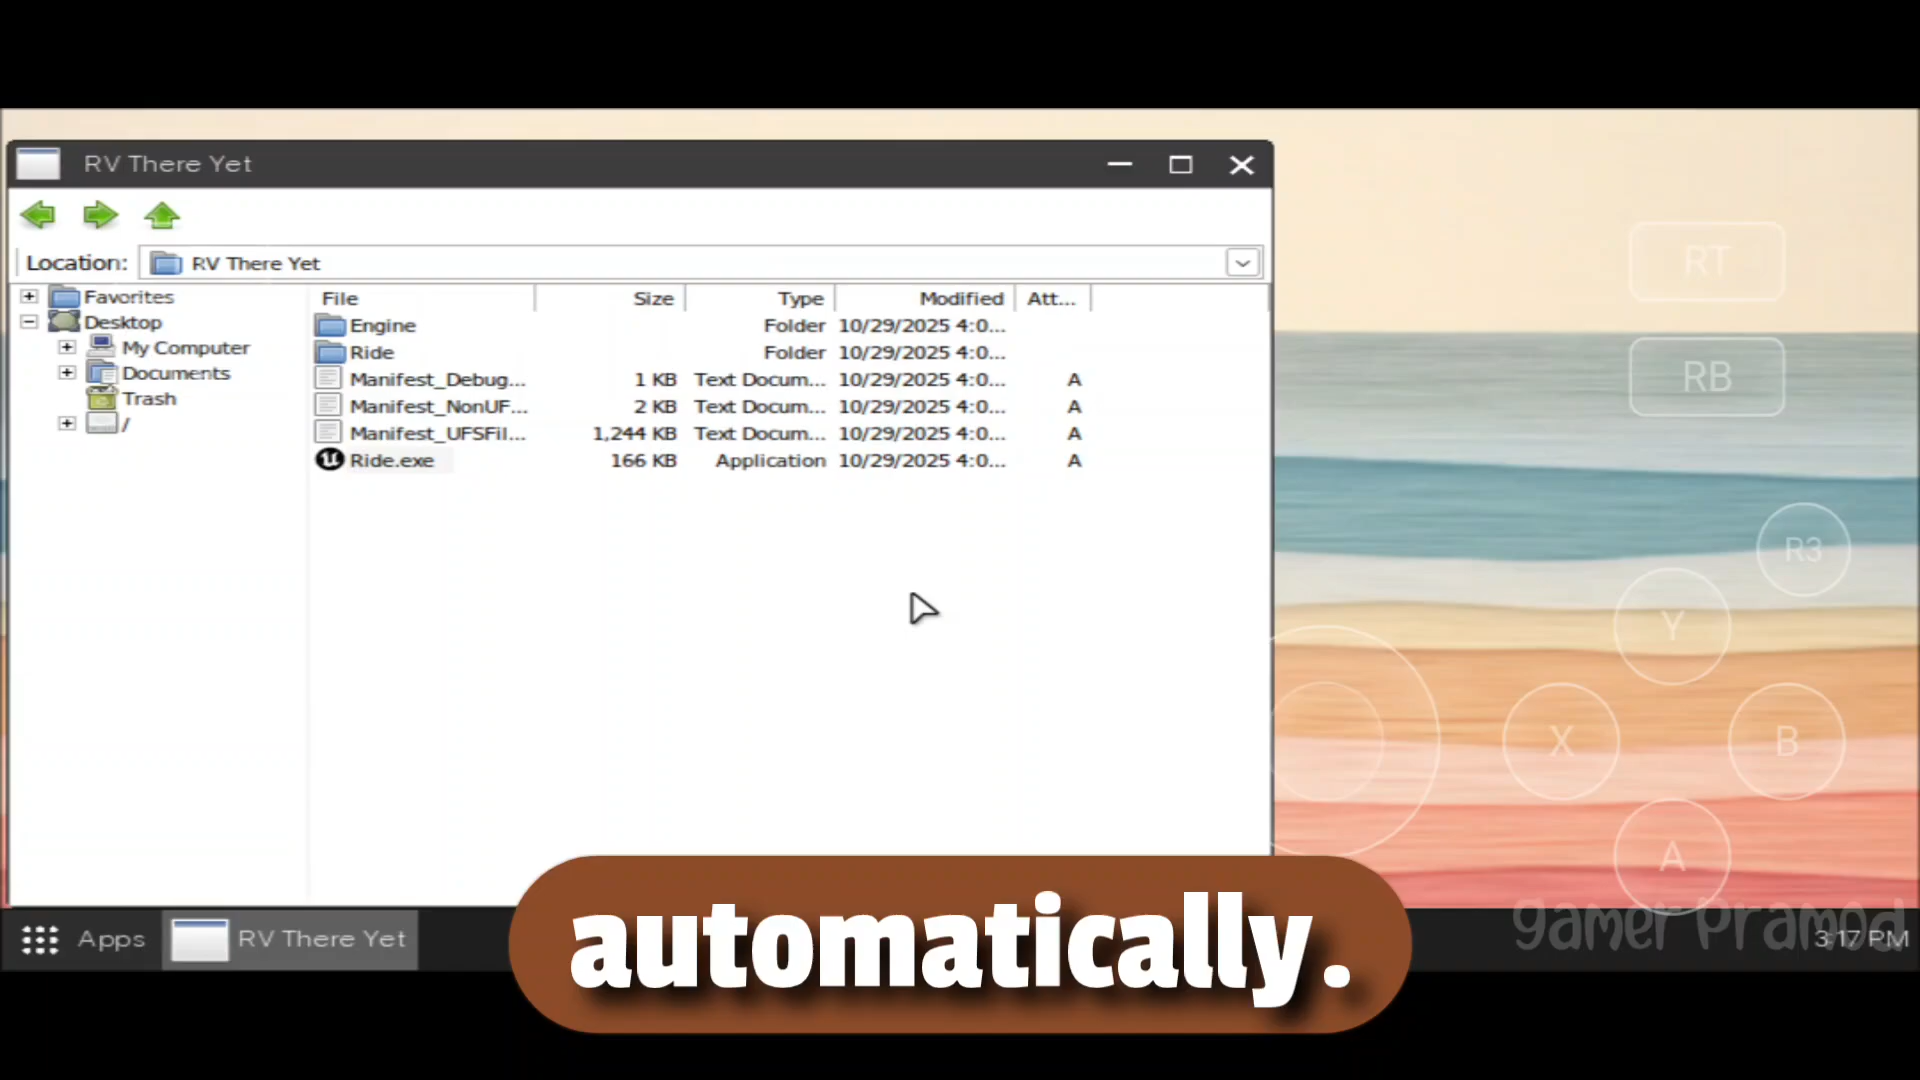 RV There Yet
Location: RV There Yet
Favorites
Desktop
My Computer
Documents
Trash
/
File Size Type Modified Att...
Engine Folder 10/29/2025 4:0...
Ride Folder 10/29/2025 4:0...
Manifest_Debug... 1 KB Text Docum... 10/29/2025 4:0... A
Manifest_NonUF... 2 KB Text Docum... 10/29/2025 4:0... A
Manifest_UFSFil... 1,244 KB Text Docum... 10/29/2025 4:0... A
Ride.exe 166 KB Application 10/29/2025 4:0... A
RT
RB
R3
Y
X
B
A
automatically.
Apps
RV There Yet
gamer Pramod
3:17 PM